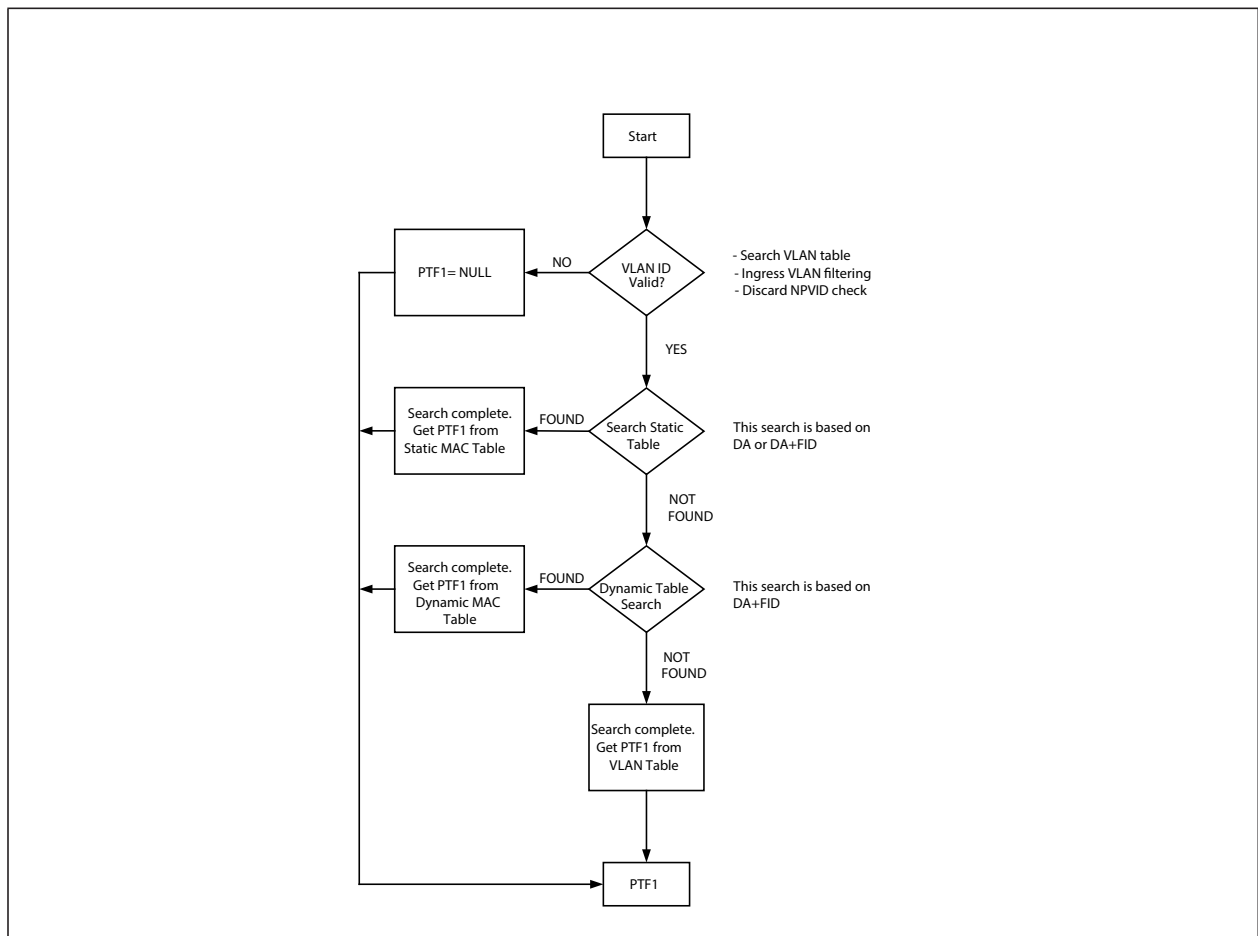 Start
PTF1= NULL
NO
VLAN ID
Valid?
- Search VLAN table
- Ingress VLAN filtering
- Discard NPVID check
YES
Search complete.
Get PTF1 from
Static MAC Table
FOUND
Search Static
Table
This search is based on
DA or DA+FID
NOT
FOUND
Search complete.
Get PTF1 from
Dynamic MAC
Table
FOUND
Dynamic Table
Search
This search is based on
DA+FID
NOT
FOUND
Search complete.
Get PTF1 from
VLAN Table
PTF1